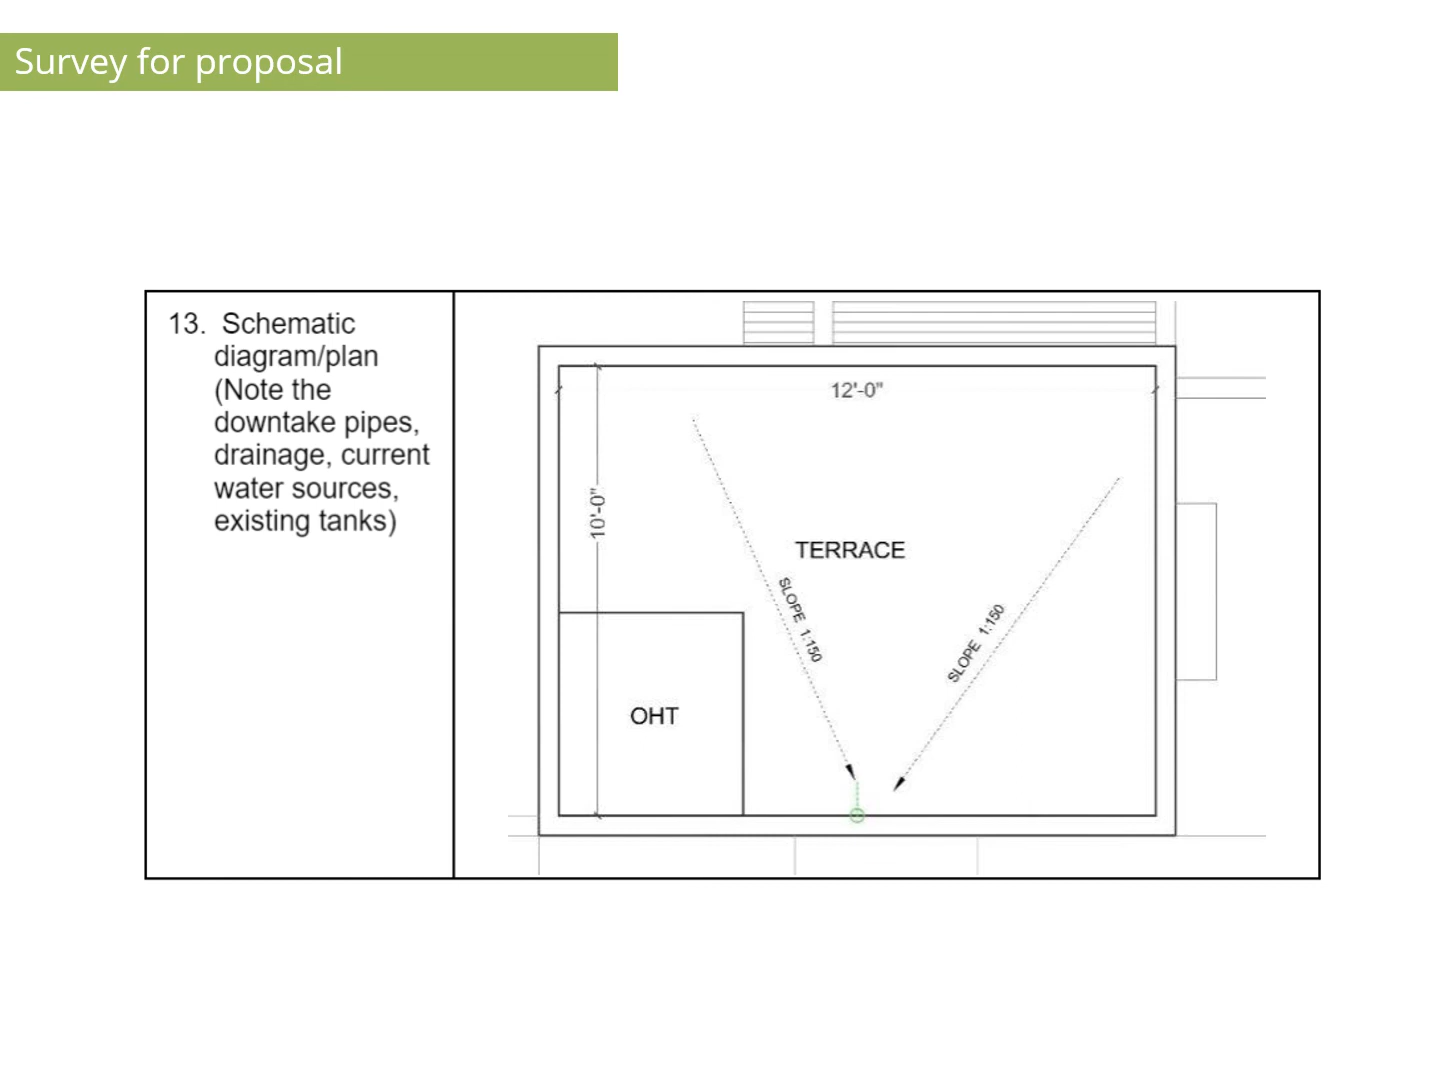 Survey for proposal
13. Schematic
diagram/plan
(Note the
downtake pipes,
drainage, current
water sources,
existing tanks)
12'-0"
10'-0"
TERRACE
SLOPE 1:150
SLOPE 1:150
OHT